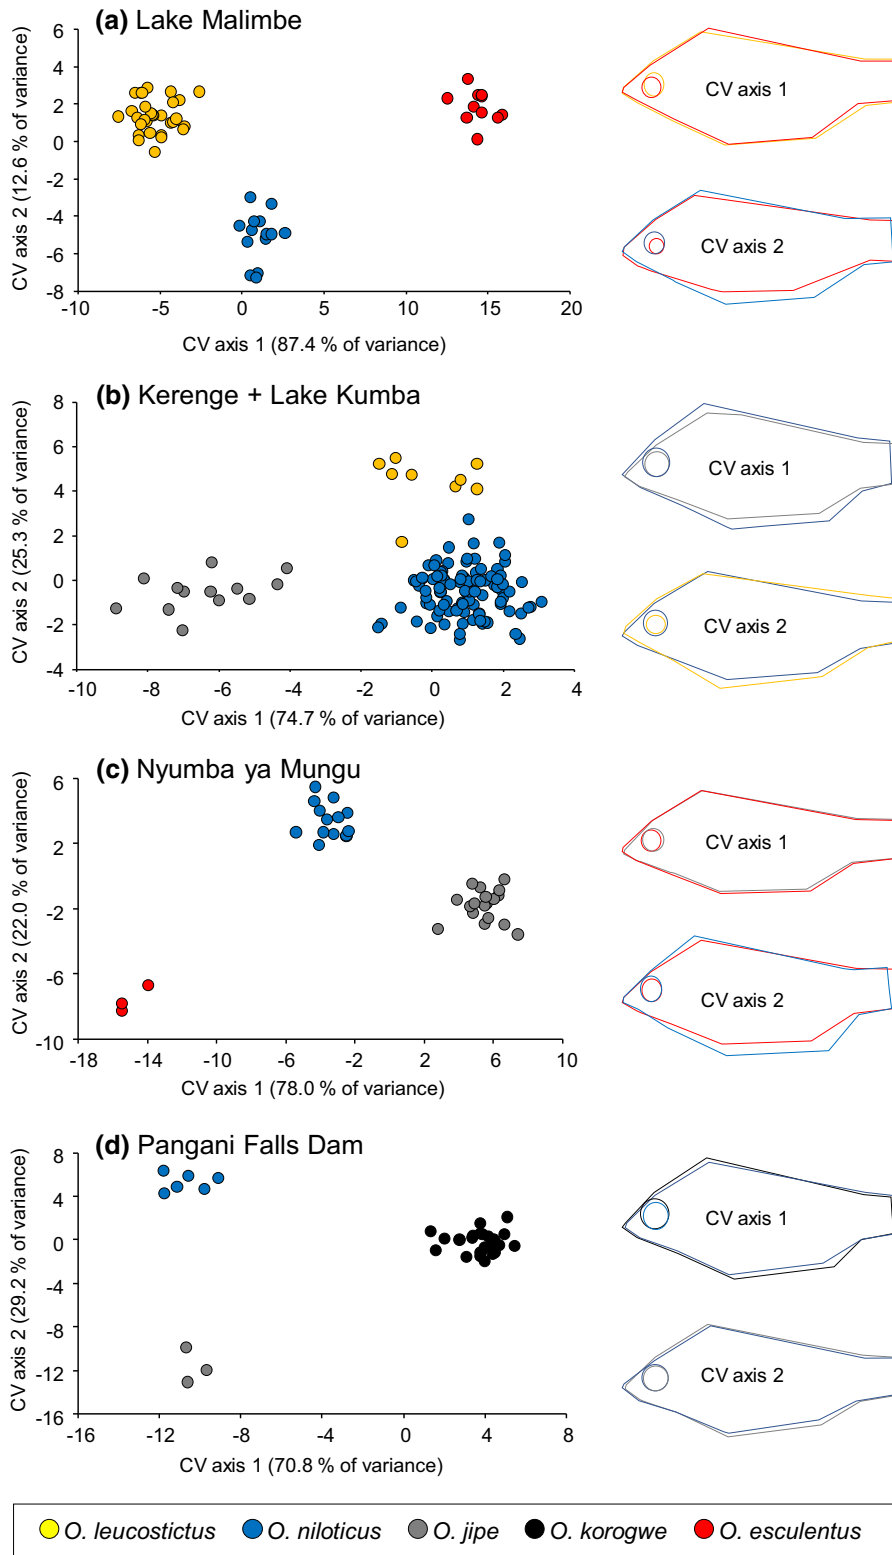 (a) Lake Malimbe
6
4
2
0
-2
-4
-6
-8
CV axis 2 (12.6 % of variance)
-10 -5 0 5 10 15 20
CV axis 1 (87.4 % of variance)
CV axis 1
CV axis 2
(b) Kerenge + Lake Kumba
8
6
4
2
0
-2
-4
CV axis 2 (25.3 % of variance)
-10 -8 -6 -4 -2 0 2 4
CV axis 1 (74.7 % of variance)
CV axis 1
CV axis 2
(c) Nyumba ya Mungu
6
2
-2
-6
-10
CV axis 2 (22.0 % of variance)
-18 -14 -10 -6 -2 2 6 10
CV axis 1 (78.0 % of variance)
CV axis 1
CV axis 2
(d) Pangani Falls Dam
8
4
0
-4
-8
-12
-16
CV axis 2 (29.2 % of variance)
-16 -12 -8 -4 0 4 8
CV axis 1 (70.8 % of variance)
CV axis 1
CV axis 2
O. leucostictus O. niloticus O. jipe O. korogwe O. esculentus